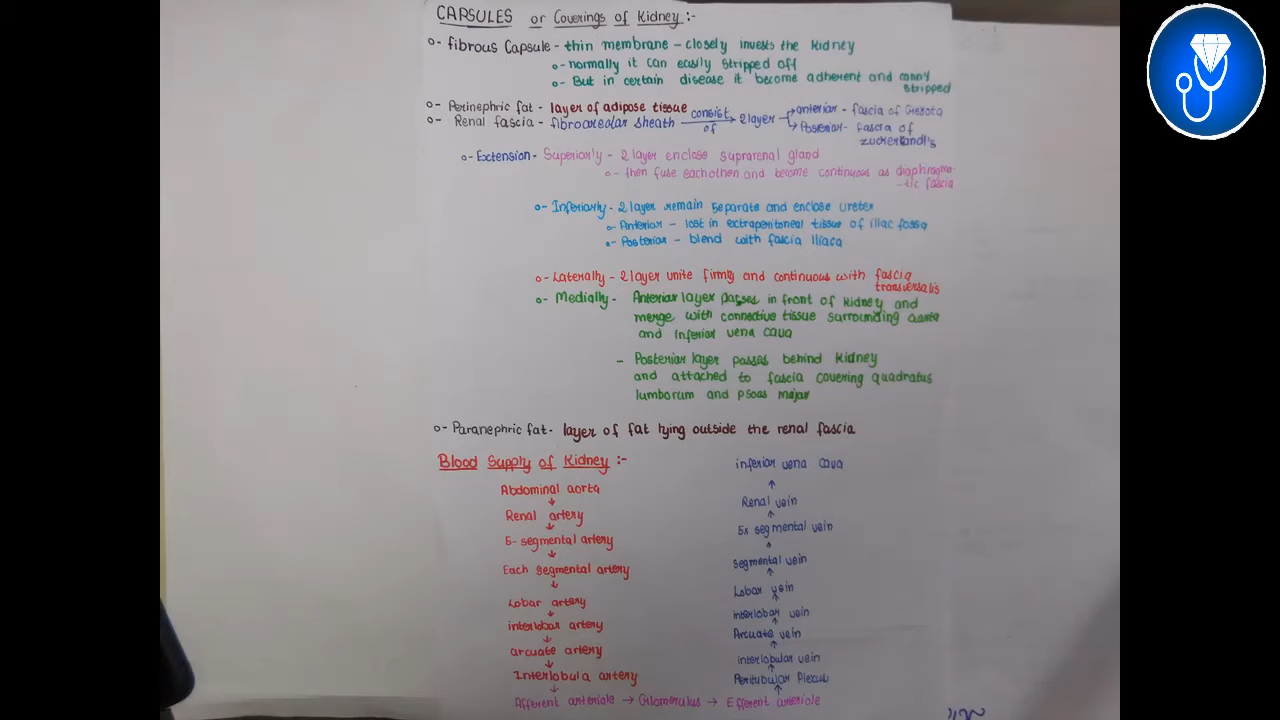 CAPSULES or Coverings of Kidney :-
o- fibrous Capsule - thin membrane - closely invests the kidney
o- normally it can easily stripped off
o- But in certain disease it become adherent and cannot stripped
o- Perinephric fat - layer of adipose tissue
o- Renal fascia - fibroareolar sheath consist of → 2 layer → anterior - fascia of Gerota
→ Posterior - fascia of zuckerkandl's
o- Extension - Superiorly - 2 layer enclose suprarenal gland
o- then fuse eachother and become continuous as diaphragma-
-tic fascia
o- Inferiorly - 2 layer remain separate and enclose ureter
o- Anterior - lost in extraperitoneal tissue of iliac fossa
o- Posterior - blend with fascia iliaca
o- Laterally - 2 layer unite firmly and continuous with fascia
transversalis
o- Medially - Anterior layer passes in front of kidney and
merge with connective tissue surrounding aorta
and inferior vena cava
- Posterior layer passes behind kidney
and attached to fascia covering quadratus
lumborum and psoas major
o- Paranephric fat - layer of fat lying outside the renal fascia
Blood Supply of Kidney :-
Abdominal aorta
↓
Renal artery
↓
5- segmental artery
↓
Each segmental artery
↓
Lobar artery
↓
interlobar artery
↓
arcuate artery
↓
Interlobula artery
↓
Afferent arteriole → Glomerulus → Efferent arteriole
inferior vena cava
↑
Renal vein
↑
5x segmental vein
↑
segmental vein
↑
Lobar vein
↑
interlobar vein
↑
Arcuate vein
↑
interlobular vein
↑
Peritubular Plexus
↑